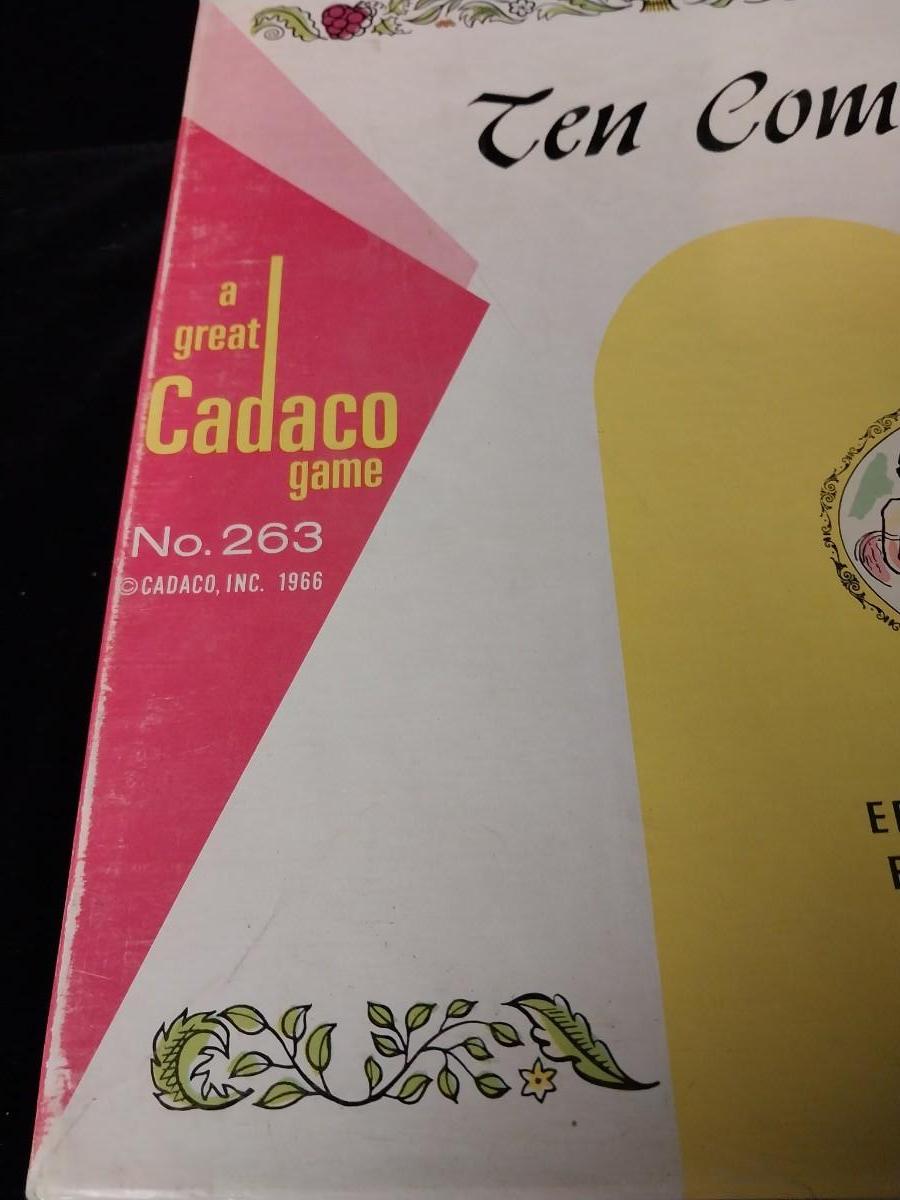 Ten Com
a
great
Cadaco
game
No. 263
©CADACO, INC. 1966